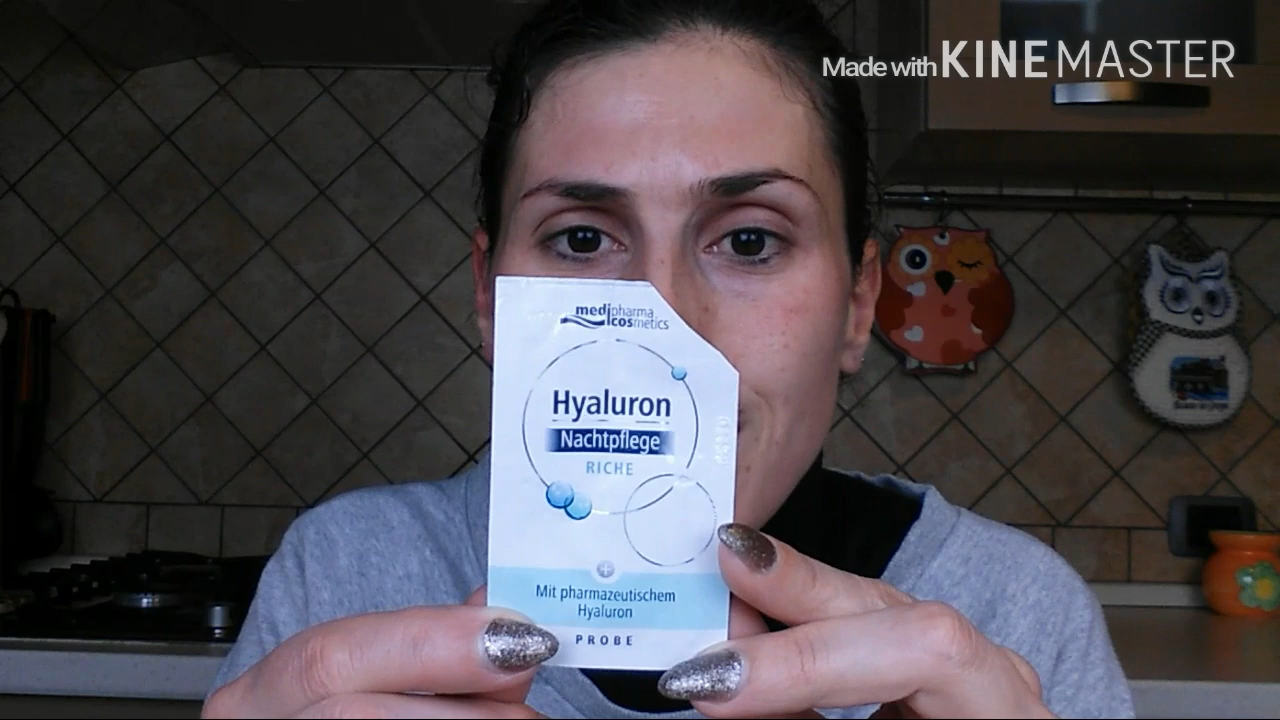 Made with KINEMASTER
medipharma
cosmetics
Hyaluron
Nachtpflege
RICHE
Mit pharmazeutischem
Hyaluron
PROBE